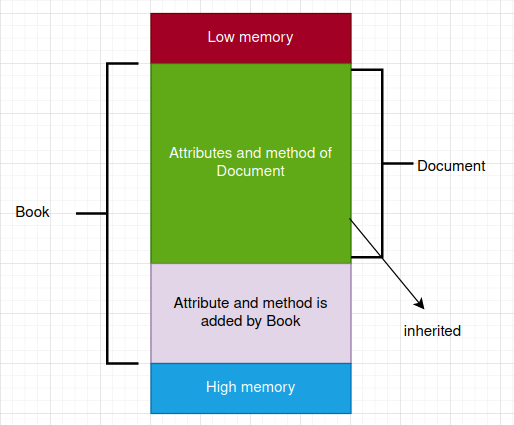 Low memory
Attributes and method of
Document
Document
Book
Attribute and method is
added by Book
inherited
High memory